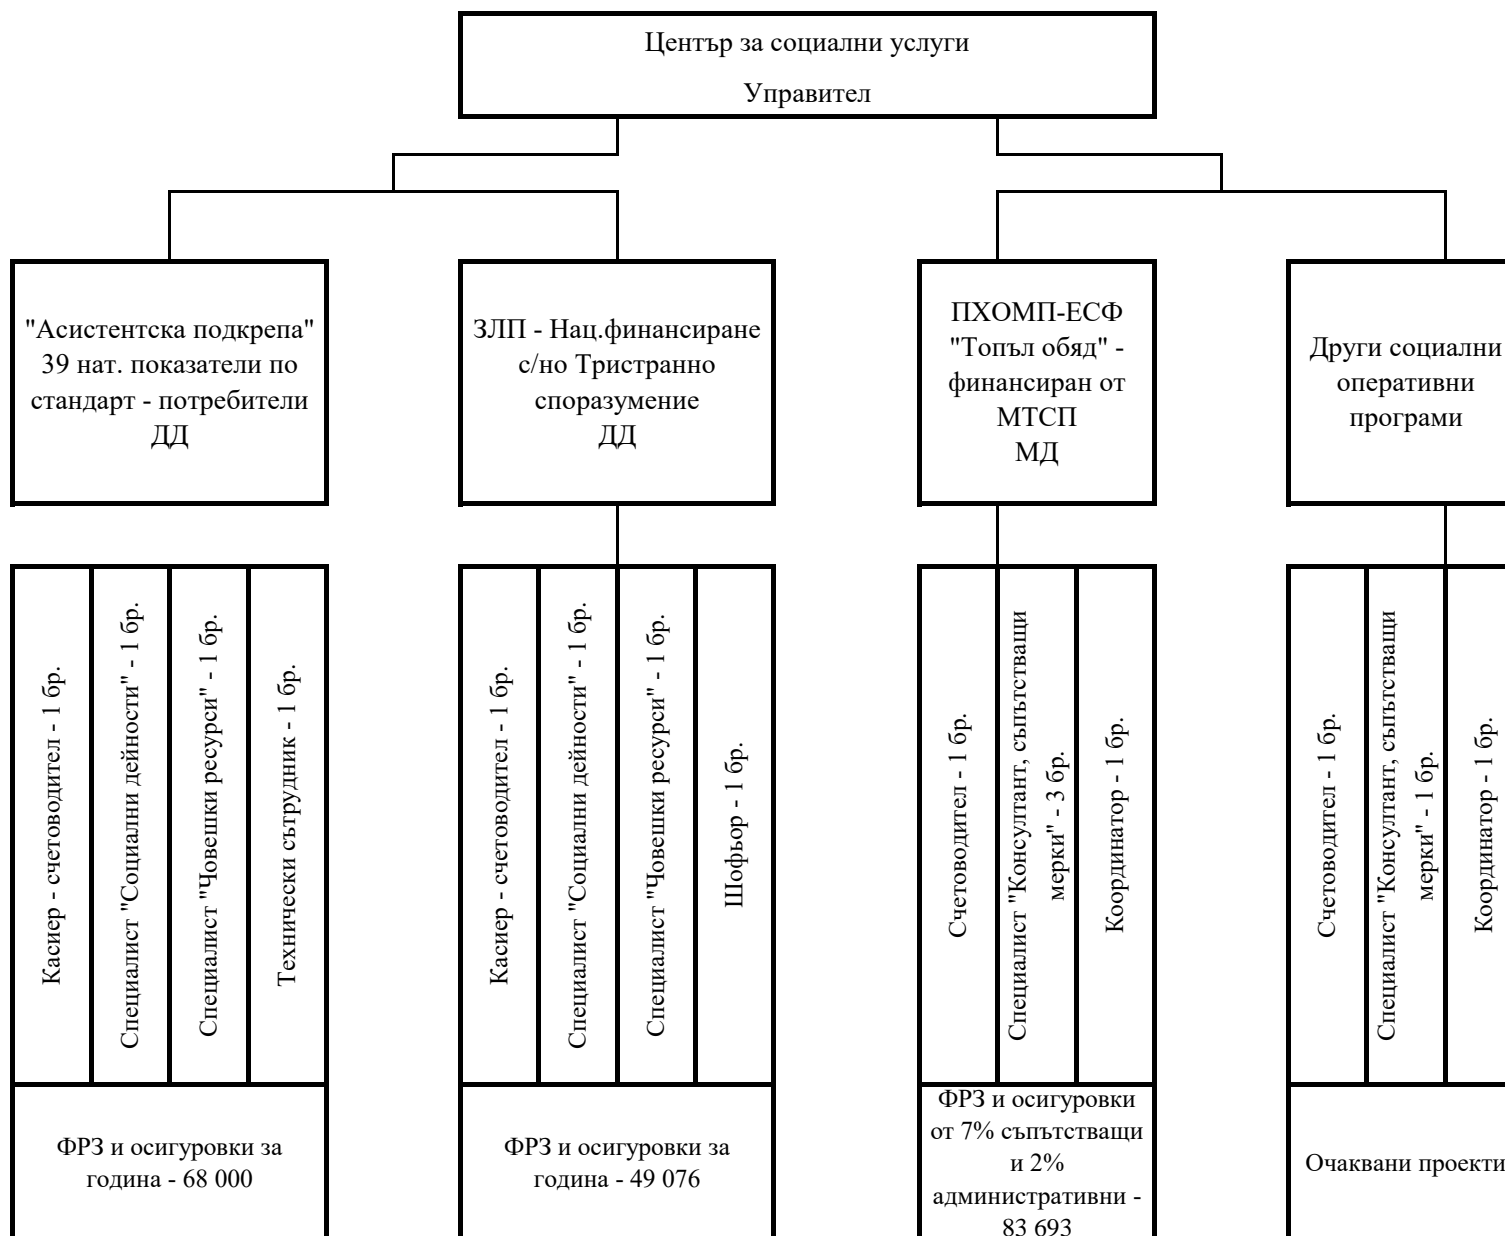 Център за социални услуги
Управител
"Асистентска подкрепа"
39 нат. показатели по
стандарт - потребители
ДД
ЗЛП - Нац.финансиране
с/но Тристранно
споразумение
ДД
ПХОМП-ЕСФ
"Топъл обяд" -
финансиран от
МТСП
МД
Други социални
оперативни
програми
Касиер - счетоводител - 1 бр.
Специалист "Социални дейности" - 1 бр.
Специалист "Човешки ресурси" - 1 бр.
Технически сътрудник - 1 бр.
Касиер - счетоводител - 1 бр.
Специалист "Социални дейности" - 1 бр.
Специалист "Човешки ресурси" - 1 бр.
Шофьор - 1 бр.
Счетоводител - 1 бр.
Специалист "Консултант, съпътстващи
мерки" - 3 бр.
Координатор - 1 бр.
Счетоводител - 1 бр.
Специалист "Консултант, съпътстващи
мерки" - 1 бр.
Координатор - 1 бр.
ФРЗ и осигуровки за
година - 68 000
ФРЗ и осигуровки за
година - 49 076
ФРЗ и осигуровки
от 7% съпътстващи
и 2%
административни -
83 693
Очаквани проекти